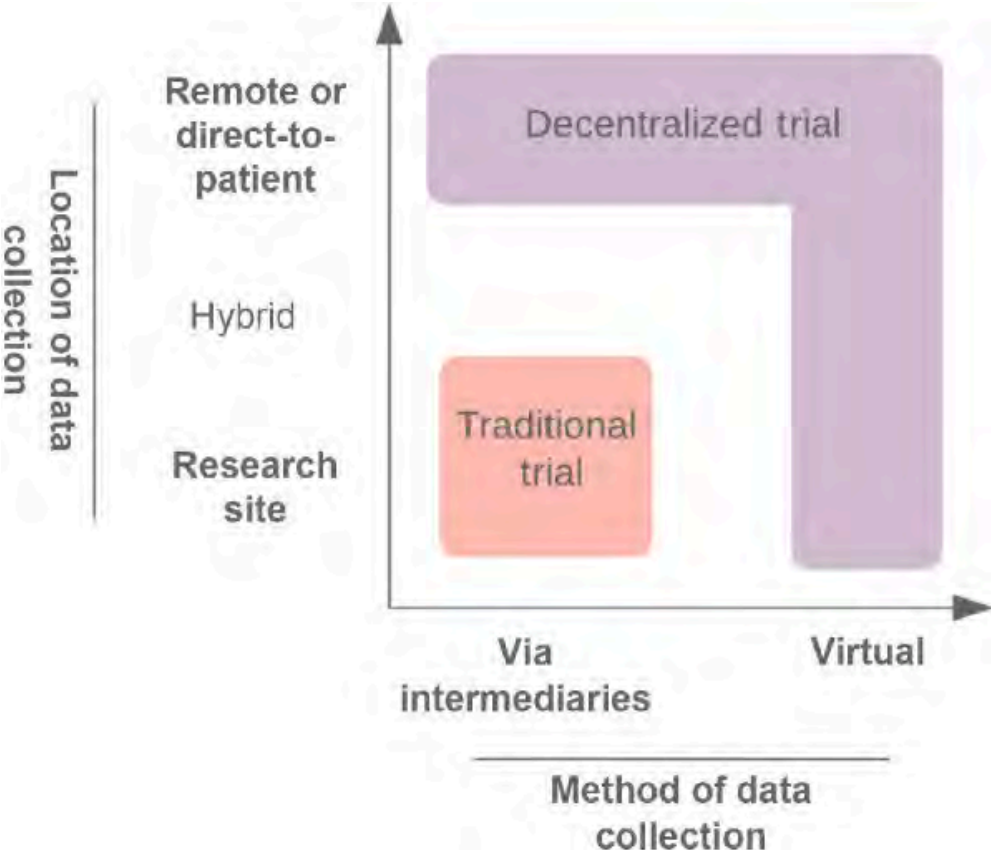 Remote or
direct-to-
patient
Decentralized trial
Location of data
collection
Hybrid
Traditional
trial
Research
site
Via
intermediaries
Virtual
Method of data
collection